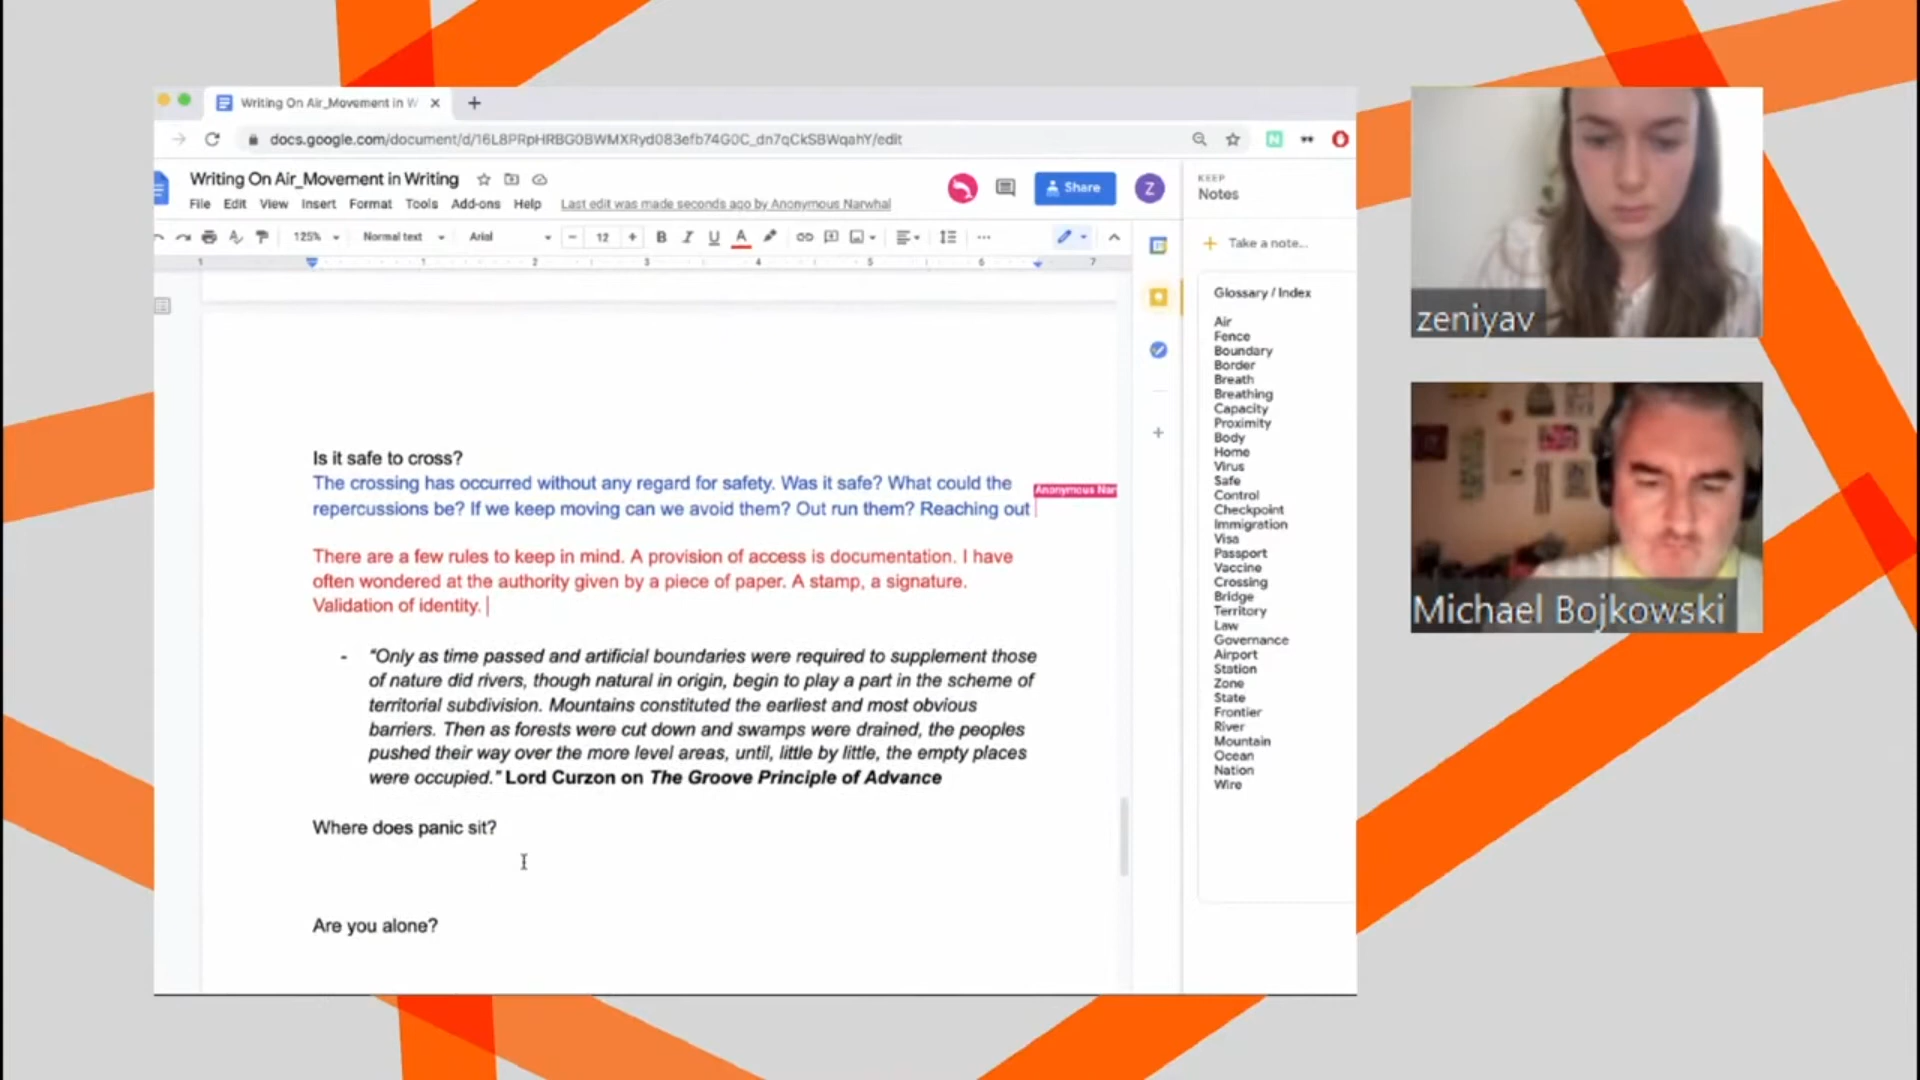 Writing On Air_Movement in W
docs.google.com/document/d/16L8PRpHRBG0BWMXRyd083efb74G0C_dn7qCkSBWqahY/edit
Writing On Air_Movement in Writing
Share
Z
File Edit View Insert Format Tools Add-ons Help Last edit was made seconds ago by Anonymous Narwhal
125% Normal text Arial 12 B I U A
1 1 2 3 4 5 6 7
Is it safe to cross?
The crossing has occurred without any regard for safety. Was it safe? What could the
Anonymous Nar
repercussions be? If we keep moving can we avoid them? Out run them? Reaching out
There are a few rules to keep in mind. A provision of access is documentation. I have
often wondered at the authority given by a piece of paper. A stamp, a signature.
Validation of identity.
- "Only as time passed and artificial boundaries were required to supplement those
of nature did rivers, though natural in origin, begin to play a part in the scheme of
territorial subdivision. Mountains constituted the earliest and most obvious
barriers. Then as forests were cut down and swamps were drained, the peoples
pushed their way over the more level areas, until, little by little, the empty places
were occupied." Lord Curzon on The Groove Principle of Advance
Where does panic sit?
Are you alone?
KEEP
Notes
Take a note...
Glossary / Index
Air
Fence
Boundary
Border
Breath
Breathing
Capacity
Proximity
Body
Home
Virus
Safe
Control
Checkpoint
Immigration
Visa
Passport
Vaccine
Crossing
Bridge
Territory
Law
Governance
Airport
Station
Zone
State
Frontier
River
Mountain
Ocean
Nation
Wire
zeniyav
Michael Bojkowski